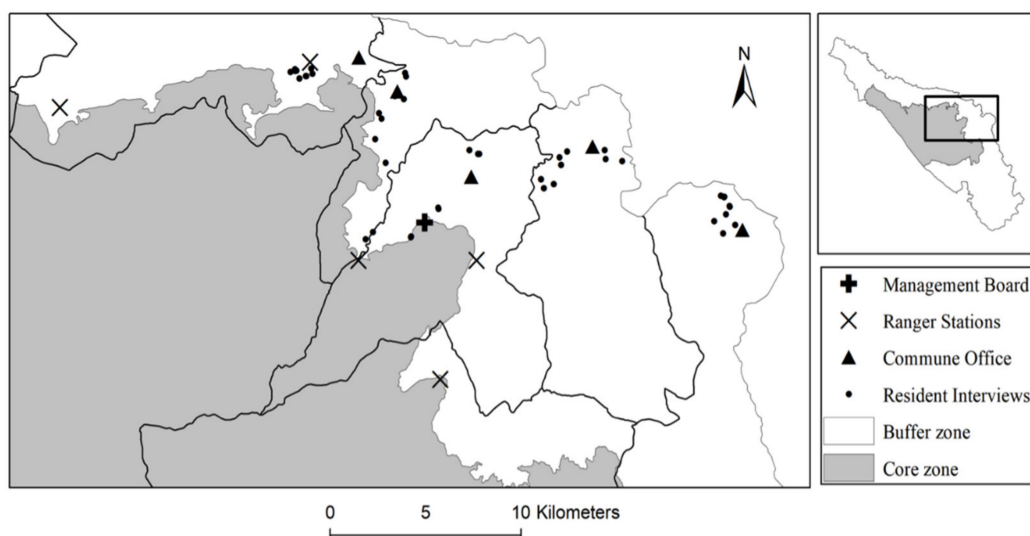 N
Management Board
Ranger Stations
Commune Office
Resident Interviews
Buffer zone
Core zone
0 5 10 Kilometers